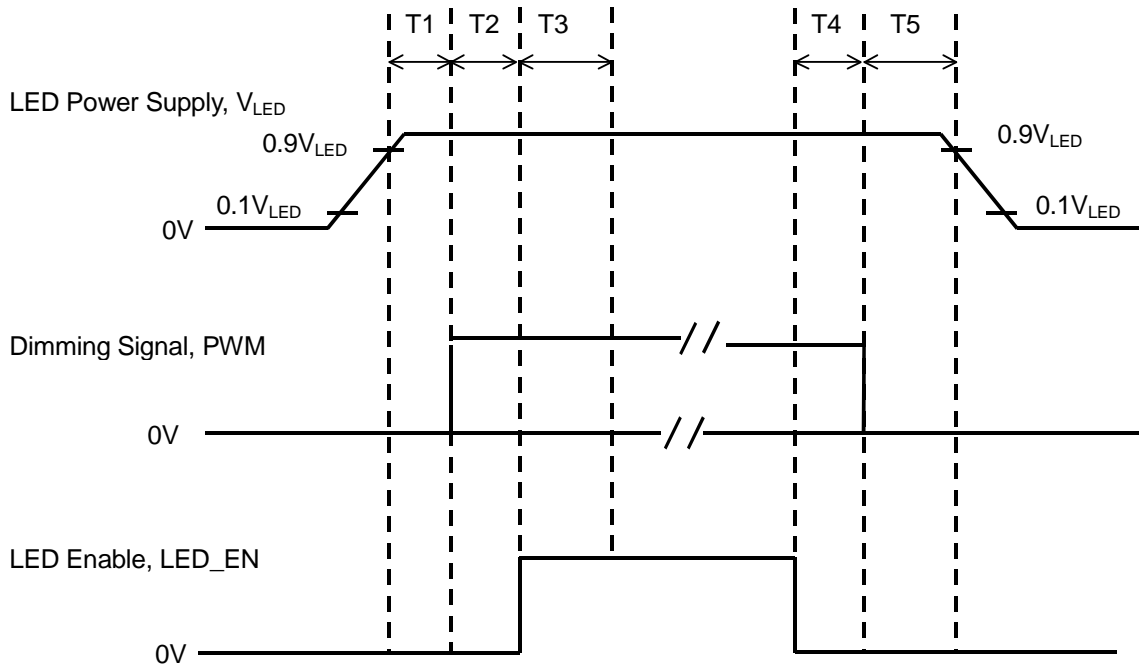 T1 T2 T3 T4 T5
LED Power Supply, VLED
0.9VLED 0.9VLED
0.1VLED 0.1VLED
0V
Dimming Signal, PWM
0V
LED Enable, LED_EN
0V